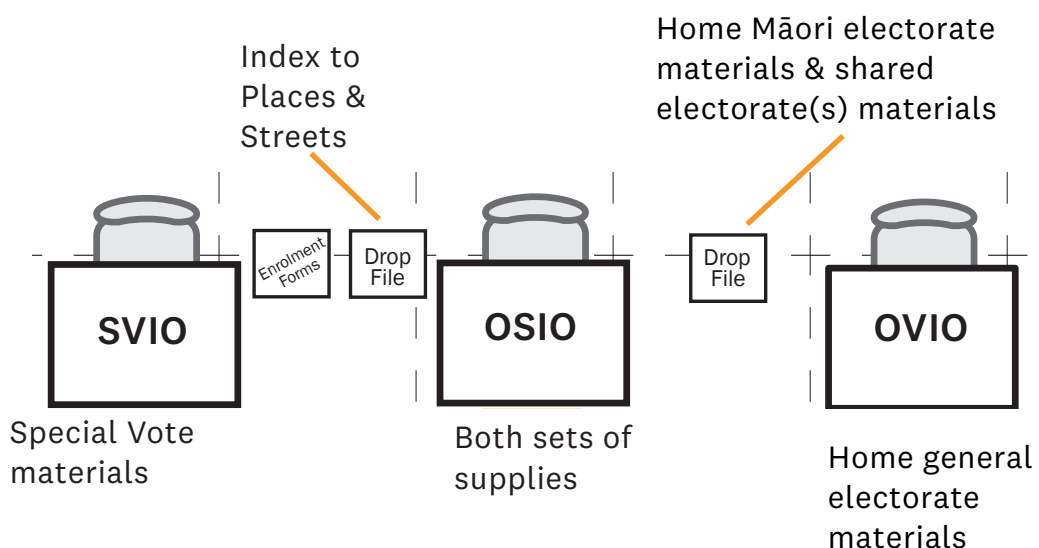 Index to
Places &
Streets
Home Māori electorate
materials & shared
electorate(s) materials
Enrolment
Forms
Drop
File
Drop
File
SVIO
OSIO
OVIO
Special Vote
materials
Both sets of
supplies
Home general
electorate
materials